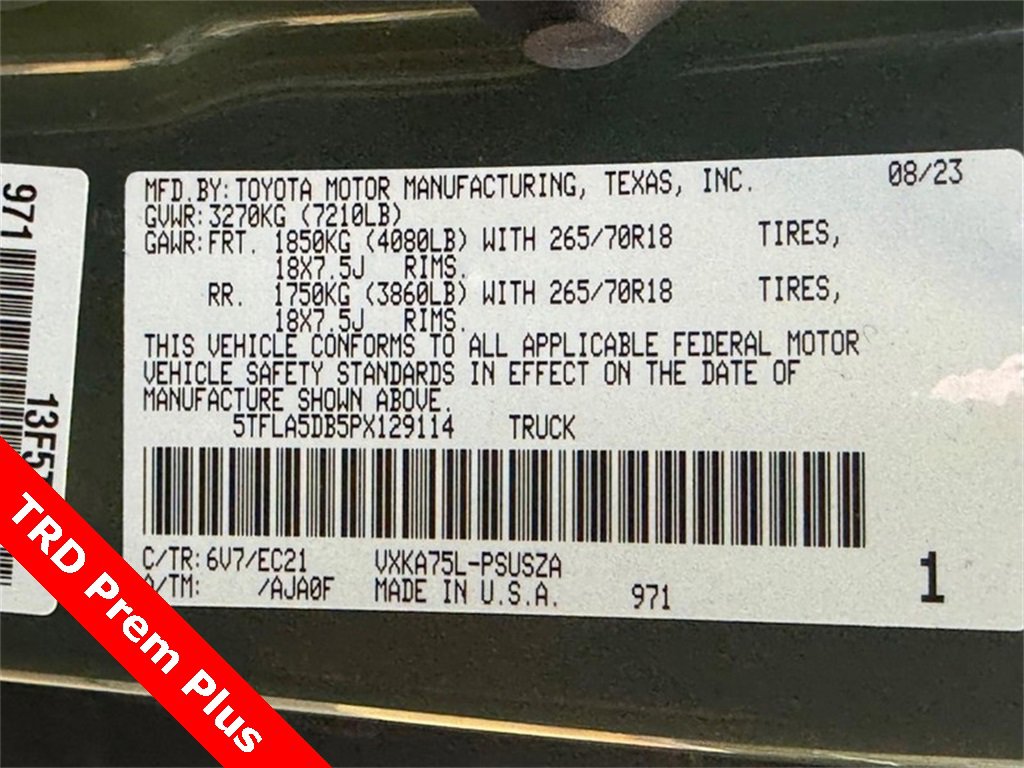 MFD.BY: TOYOTA MOTOR MANUFACTURING, TEXAS, INC. 08/23
GVWR: 3270KG (7210LB)
GAWR: FRT. 1850KG (4080LB) WITH 265/70R18 TIRES,
18X7.5J RIMS.
RR. 1750KG (3860LB) WITH 265/70R18 TIRES,
18X7.5J RIMS.
THIS VEHICLE CONFORMS TO ALL APPLICABLE FEDERAL MOTOR
VEHICLE SAFETY STANDARDS IN EFFECT ON THE DATE OF
MANUFACTURE SHOWN ABOVE.
5TFLA5DB5PX129114 TRUCK
C/TR: 6V7/EC21 VXKA75L-PSUSZA
A/TM: /AJA0F MADE IN U.S.A. 971
1
971
TRD Prem Plus